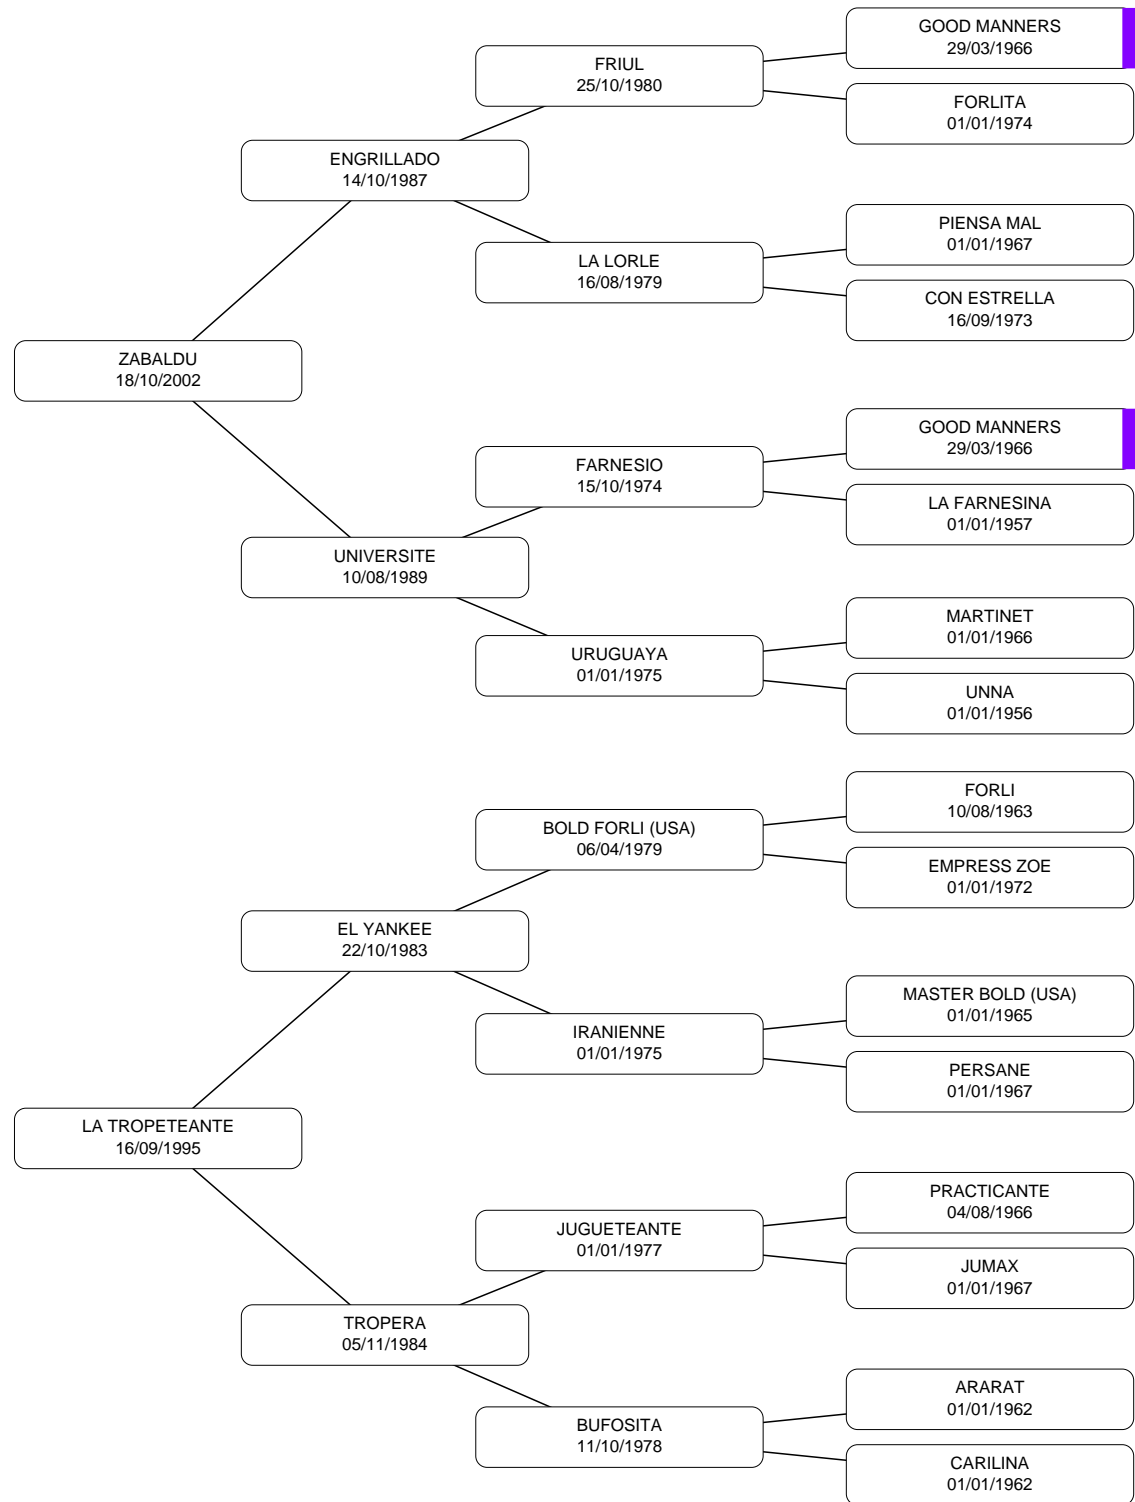 GOOD MANNERS
29/03/1966
FRIUL
25/10/1980
FORLITA
01/01/1974
ENGRILLADO
14/10/1987
PIENSA MAL
01/01/1967
LA LORLE
16/08/1979
CON ESTRELLA
16/09/1973
ZABALDU
18/10/2002
GOOD MANNERS
29/03/1966
FARNESIO
15/10/1974
LA FARNESINA
01/01/1957
UNIVERSITE
10/08/1989
MARTINET
01/01/1966
URUGUAYA
01/01/1975
UNNA
01/01/1956
FORLI
10/08/1963
BOLD FORLI (USA)
06/04/1979
EMPRESS ZOE
01/01/1972
EL YANKEE
22/10/1983
MASTER BOLD (USA)
01/01/1965
IRANIENNE
01/01/1975
PERSANE
01/01/1967
LA TROPETEANTE
16/09/1995
PRACTICANTE
04/08/1966
JUGUETEANTE
01/01/1977
JUMAX
01/01/1967
TROPERA
05/11/1984
ARARAT
01/01/1962
BUFOSITA
11/10/1978
CARILINA
01/01/1962